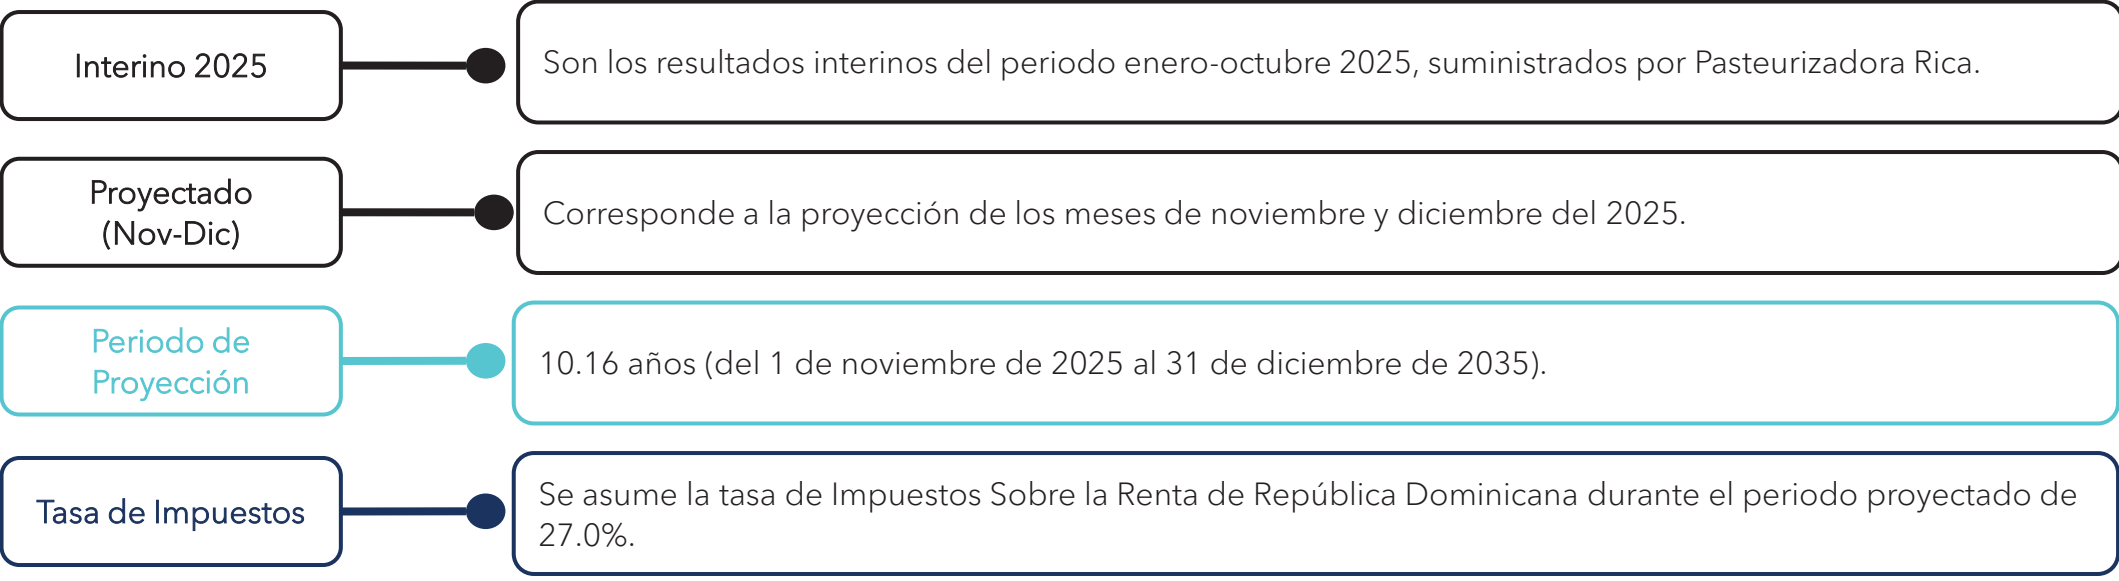 Interino 2025
Son los resultados interinos del periodo enero-octubre 2025, suministrados por Pasteurizadora Rica.
Proyectado
(Nov-Dic)
Corresponde a la proyección de los meses de noviembre y diciembre del 2025.
Periodo de
Proyección
10.16 años (del 1 de noviembre de 2025 al 31 de diciembre de 2035).
Tasa de Impuestos
Se asume la tasa de Impuestos Sobre la Renta de República Dominicana durante el periodo proyectado de
27.0%.